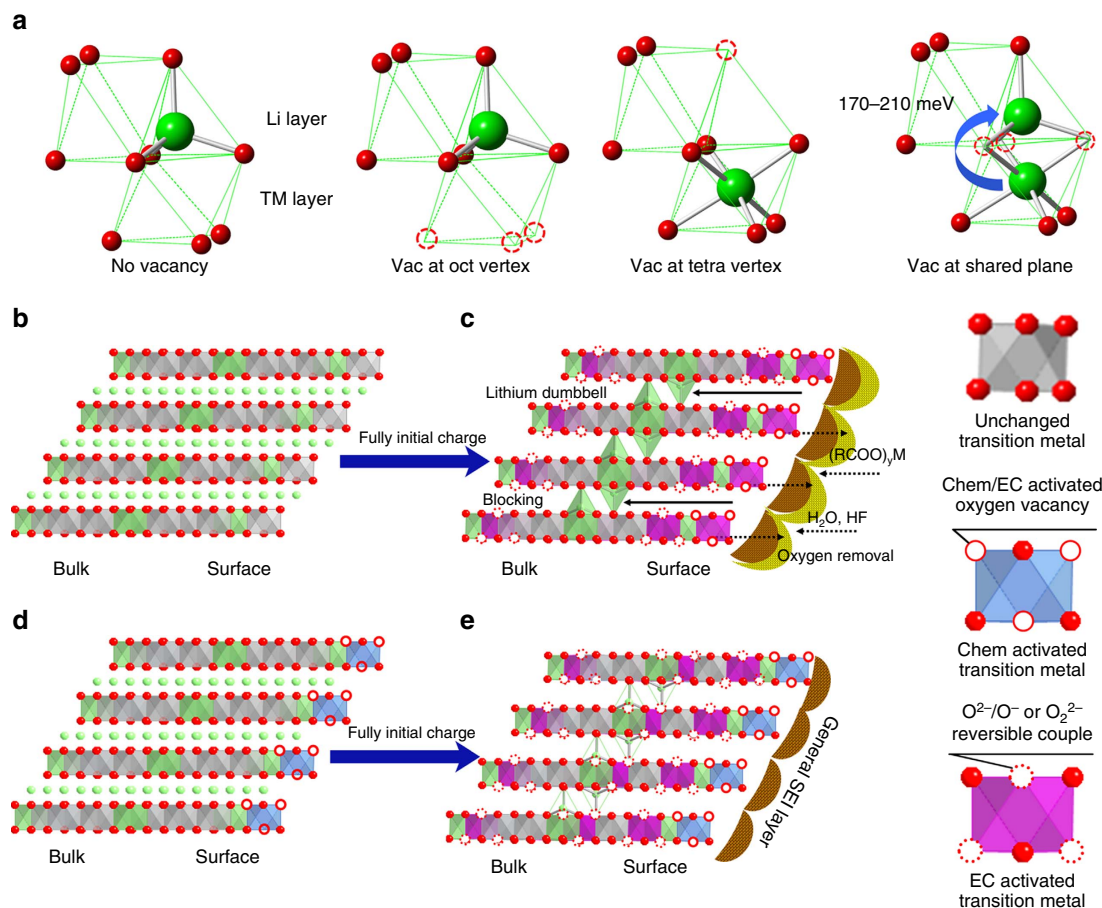 a
Li layer
TM layer
170–210 meV
No vacancy
Vac at oct vertex
Vac at tetra vertex
Vac at shared plane
b
Bulk
Surface
Fully initial charge
c
Lithium dumbbell
Blocking
(RCOO)yM
H2O, HF
Oxygen removal
Bulk
Surface
d
Bulk
Surface
Fully initial charge
e
General SEI layer
Bulk
Surface
Unchanged
transition metal
Chem/EC activated
oxygen vacancy
Chem activated
transition metal
O2–/O– or O22–
reversible couple
EC activated
transition metal